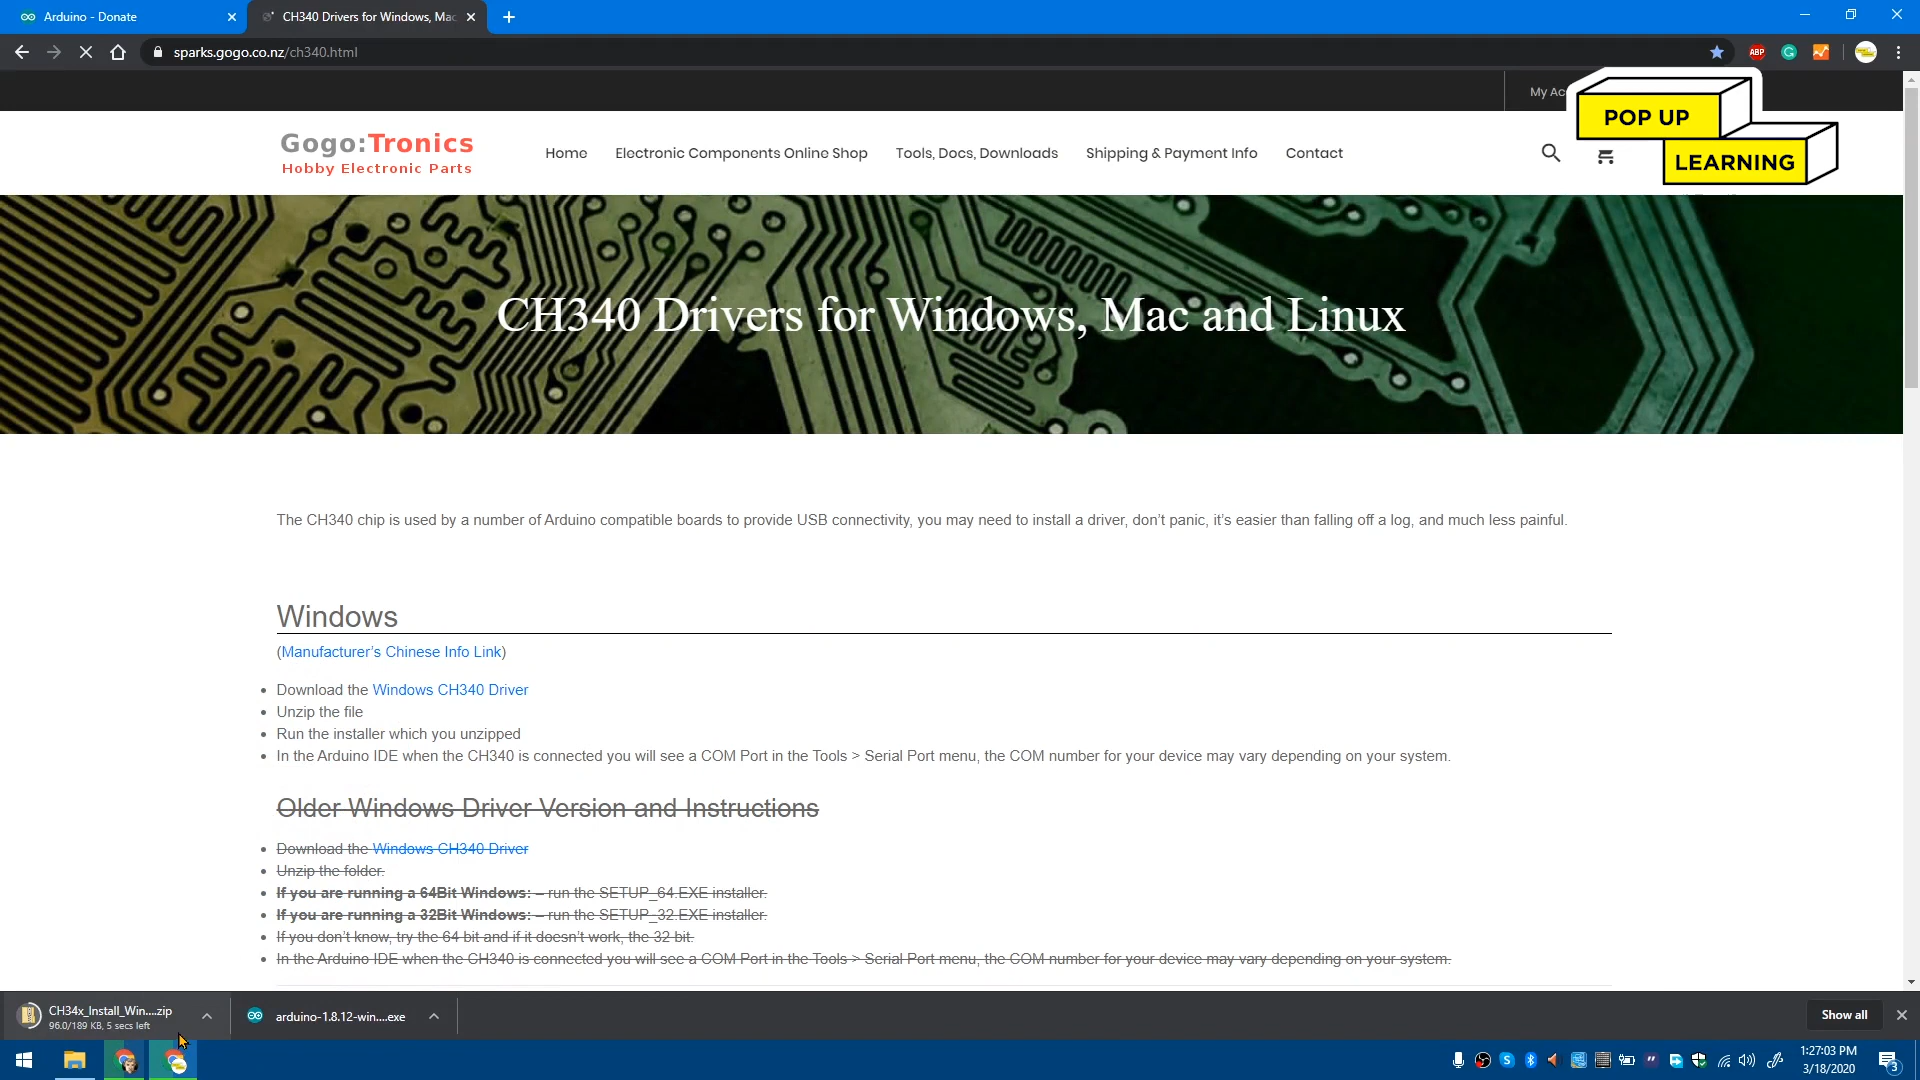 Arduino - Donate
CH340 Drivers for Windows, Mac
sparks.gogo.co.nz/ch340.html
ABP
My Ac
POP UP
LEARNING
Gogo:Tronics
Hobby Electronic Parts
Home
Electronic Components Online Shop
Tools, Docs, Downloads
Shipping & Payment Info
Contact
CH340 Drivers for Windows, Mac and Linux
The CH340 chip is used by a number of Arduino compatible boards to provide USB connectivity, you may need to install a driver, don't panic, it's easier than falling off a log, and much less painful.
Windows
(Manufacturer's Chinese Info Link)
Download the Windows CH340 Driver
Unzip the file
Run the installer which you unzipped
In the Arduino IDE when the CH340 is connected you will see a COM Port in the Tools > Serial Port menu, the COM number for your device may vary depending on your system.
Older Windows Driver Version and Instructions
Download the Windows CH340 Driver
Unzip the folder.
If you are running a 64Bit Windows: – run the SETUP_64.EXE installer.
If you are running a 32Bit Windows: – run the SETUP_32.EXE installer.
If you don't know, try the 64 bit and if it doesn't work, the 32 bit.
In the Arduino IDE when the CH340 is connected you will see a COM Port in the Tools > Serial Port menu, the COM number for your device may vary depending on your system.
CH34x_Install_Win....zip
96.0/189 KB, 5 secs left
arduino-1.8.12-win....exe
Show all
1:27:03 PM
3/18/2020
3